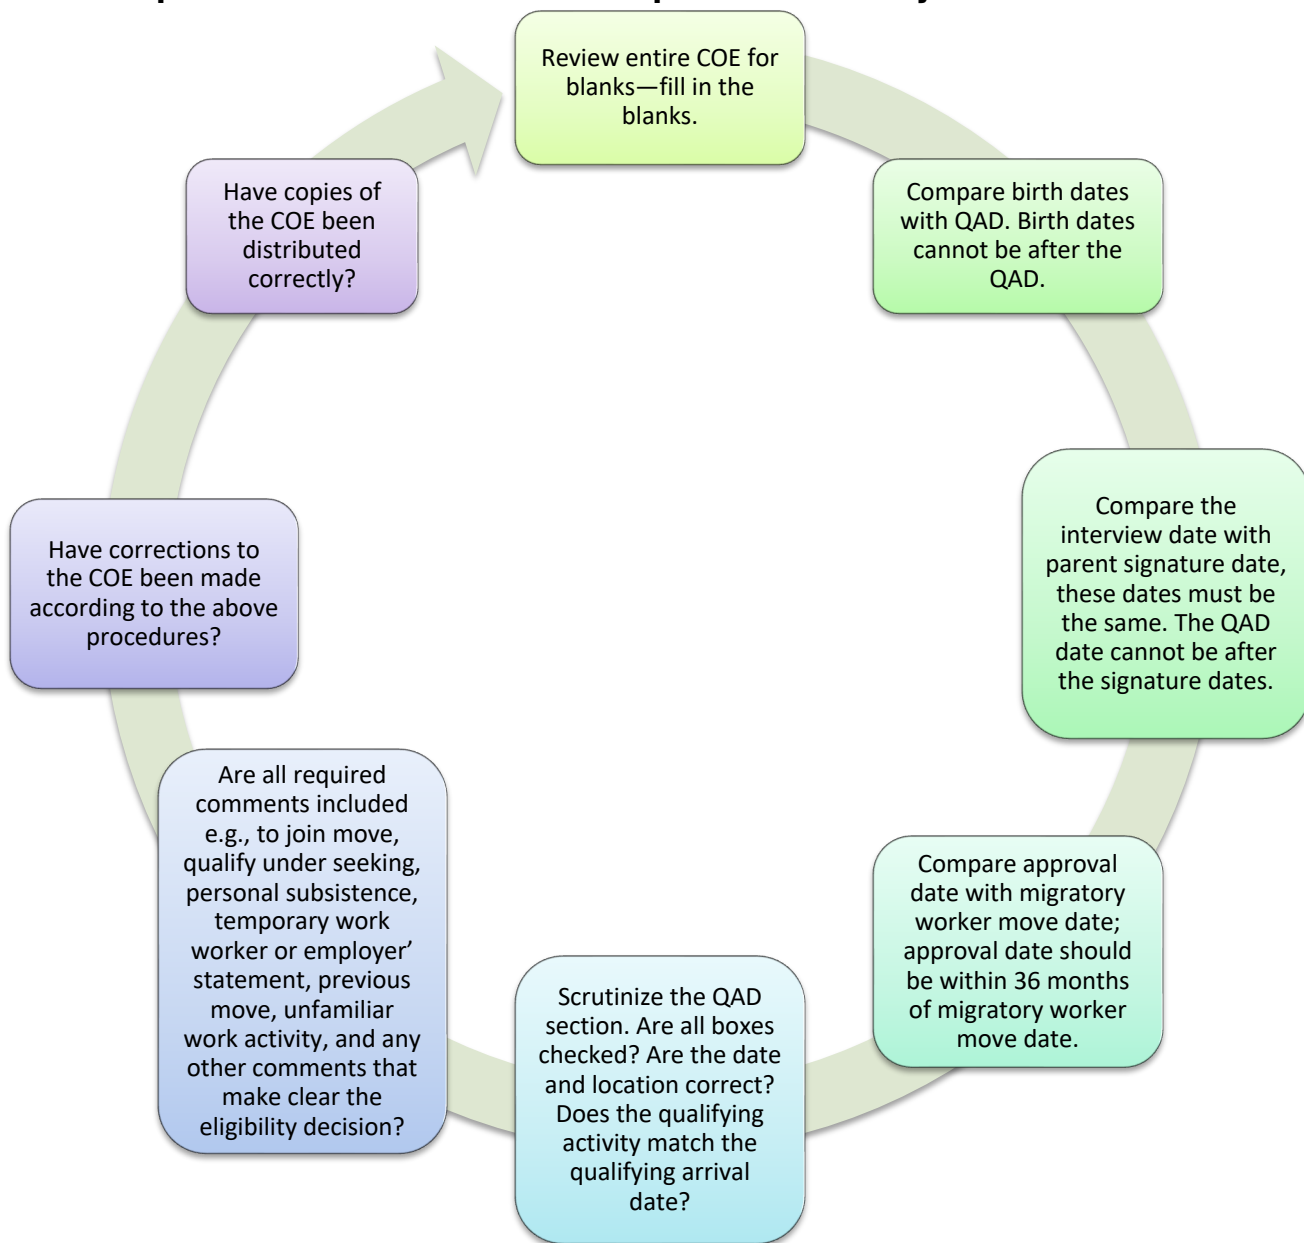 Review entire COE for
blanks—fill in the
blanks.
Compare birth dates
with QAD. Birth dates
cannot be after the
QAD.
Compare the
interview date with
parent signature date,
these dates must be
the same. The QAD
date cannot be after
the signature dates.
Compare approval
date with migratory
worker move date;
approval date should
be within 36 months
of migratory worker
move date.
Scrutinize the QAD
section. Are all boxes
checked? Are the date
and location correct?
Does the qualifying
activity match the
qualifying arrival
date?
Are all required
comments included
e.g., to join move,
qualify under seeking,
personal subsistence,
temporary work
worker or employer’
statement, previous
move, unfamiliar
work activity, and any
other comments that
make clear the
eligibility decision?
Have corrections to
the COE been made
according to the above
procedures?
Have copies of
the COE been
distributed
correctly?